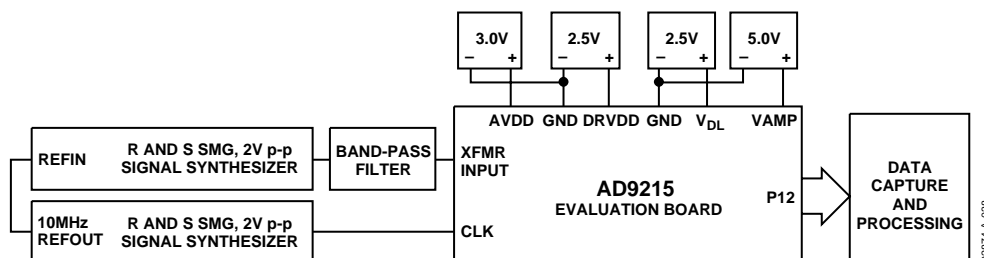 3.0V
– +
2.5V
– +
2.5V
– +
5.0V
– +
AVDD GND DRVDD GND VDL VAMP
REFIN
R AND S SMG, 2V p-p
SIGNAL SYNTHESIZER
BAND-PASS
FILTER
XFMR
INPUT
AD9215
EVALUATION BOARD
P12
DATA
CAPTURE
AND
PROCESSING
10MHz
REFOUT
R AND S SMG, 2V p-p
SIGNAL SYNTHESIZER
CLK